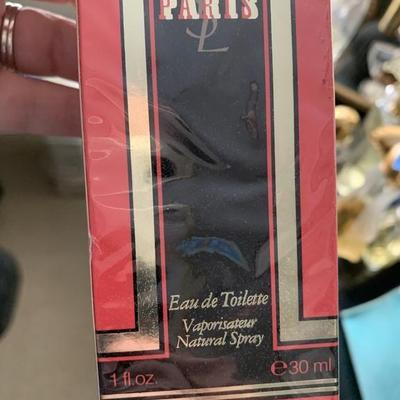 PARIS
YSL
Eau de Toilette
Vaporisateur
Natural Spray
1 fl.oz. e 30 ml